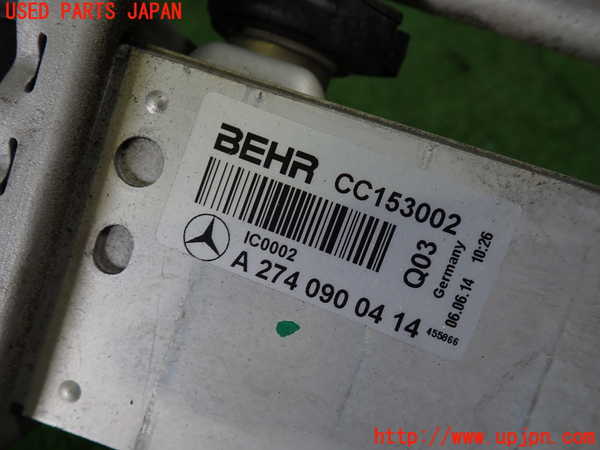 USED PARTS JAPAN
BEHR
CC153002
IC0002
Q03
Germany
06.06.14 10:26
A 274 090 04 14
455666
http://www.upjpn.com